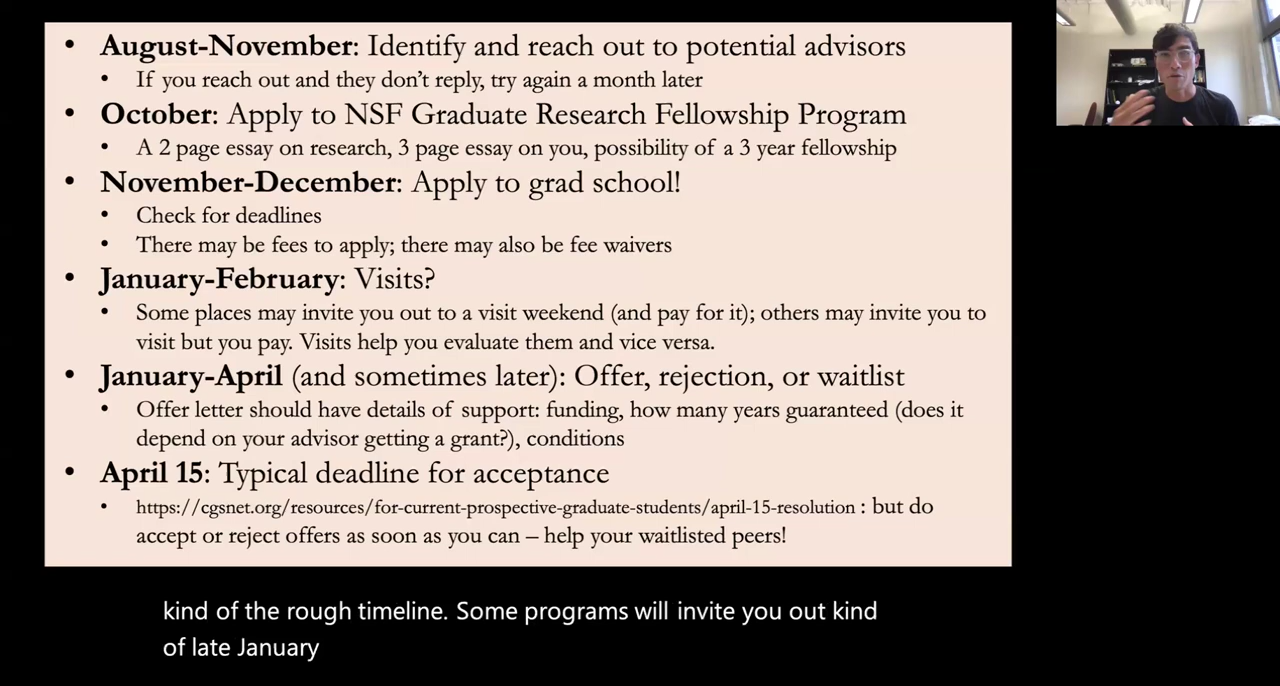 • August-November: Identify and reach out to potential advisors
• If you reach out and they don’t reply, try again a month later
• October: Apply to NSF Graduate Research Fellowship Program
• A 2 page essay on research, 3 page essay on you, possibility of a 3 year fellowship
• November-December: Apply to grad school!
• Check for deadlines
• There may be fees to apply; there may also be fee waivers
• January-February: Visits?
• Some places may invite you out to a visit weekend (and pay for it); others may invite you to
visit but you pay. Visits help you evaluate them and vice versa.
• January-April (and sometimes later): Offer, rejection, or waitlist
• Offer letter should have details of support: funding, how many years guaranteed (does it
depend on your advisor getting a grant?), conditions
• April 15: Typical deadline for acceptance
• https://cgsnet.org/resources/for-current-prospective-graduate-students/april-15-resolution : but do
accept or reject offers as soon as you can – help your waitlisted peers!
kind of the rough timeline. Some programs will invite you out kind
of late January